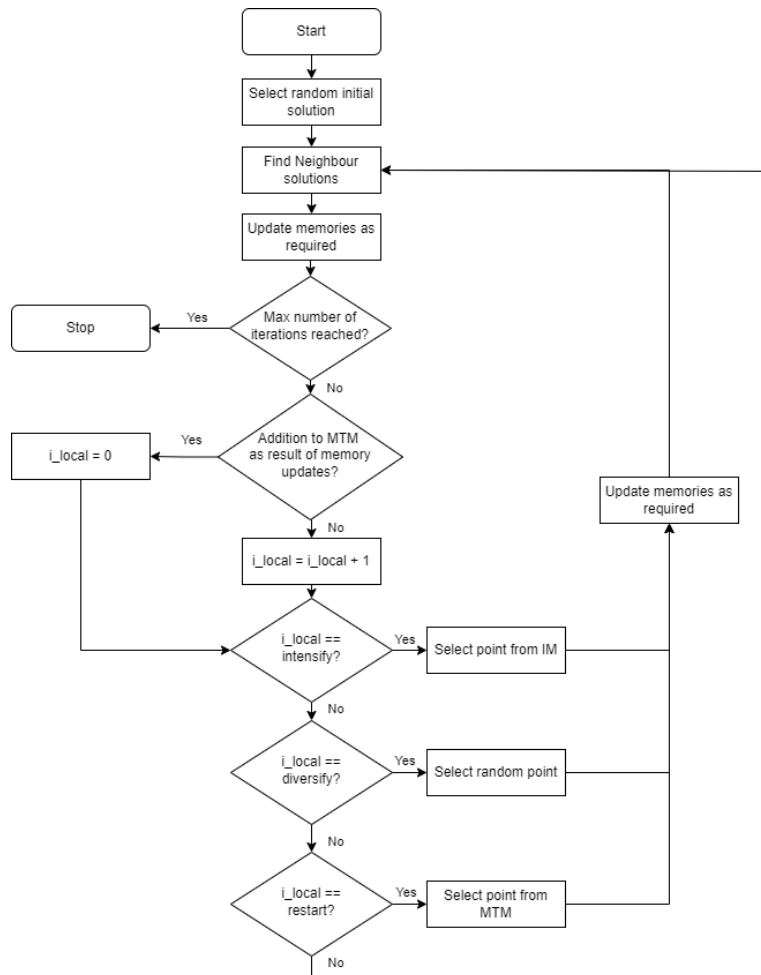 Start
Select random initial
solution
Find Neighbour
solutions
Update memories as
required
Max number of
iterations reached?
Yes
Stop
No
Addition to MTM
as result of memory
updates?
Yes
i_local = 0
No
i_local = i_local + 1
Update memories as
required
i_local ==
intensify?
Yes
Select point from IM
No
i_local ==
diversify?
Yes
Select random point
No
i_local ==
restart?
Yes
Select point from
MTM
No